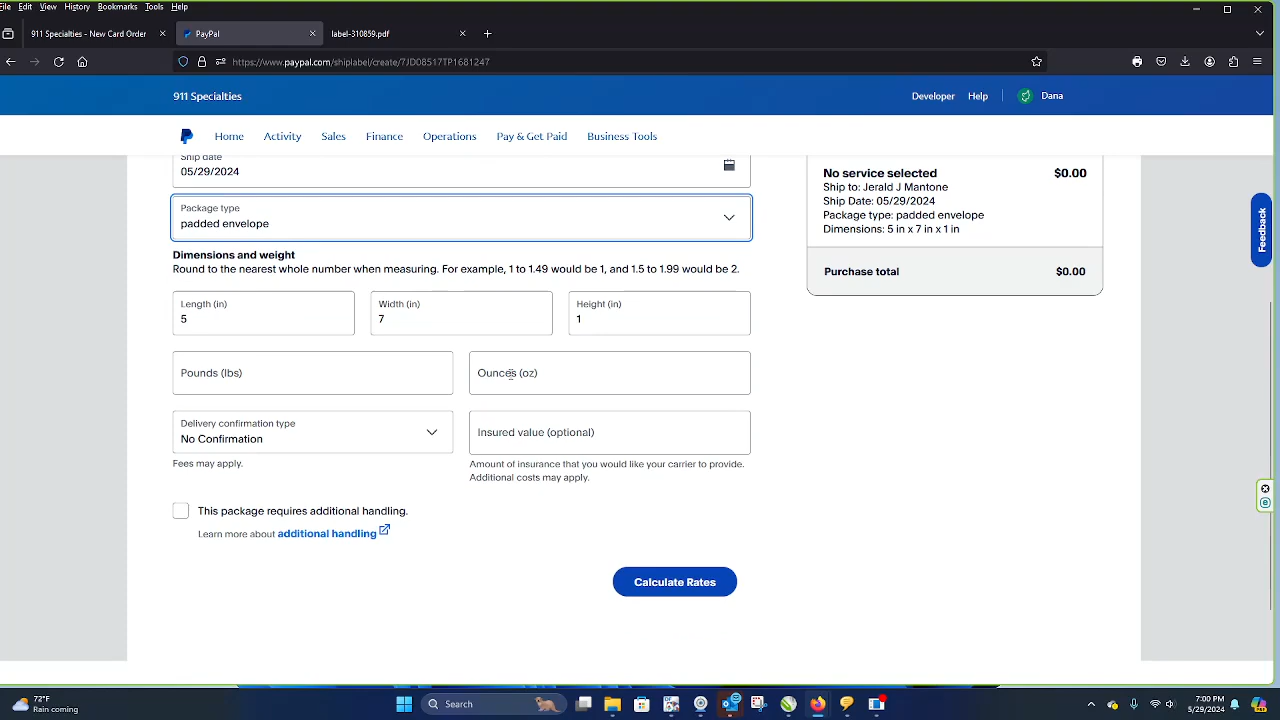 File Edit View History Bookmarks Tools Help
911 Specialties - New Card Order
PayPal
label-310859.pdf
https://www.paypal.com/shiplabel/create/7JD08517TP1681247
911 Specialties
Developer Help Dana
Home Activity Sales Finance Operations Pay & Get Paid Business Tools
Ship date
05/29/2024
Package type
padded envelope
Dimensions and weight
Round to the nearest whole number when measuring. For example, 1 to 1.49 would be 1, and 1.5 to 1.99 would be 2.
Length (in)
5
Width (in)
7
Height (in)
1
Pounds (lbs)
Ounces (oz)
Delivery confirmation type
No Confirmation
Fees may apply.
Insured value (optional)
Amount of insurance that you would like your carrier to provide.
Additional costs may apply.
This package requires additional handling.
Learn more about additional handling
Calculate Rates
No service selected $0.00
Ship to: Jerald J Mantone
Ship Date: 05/29/2024
Package type: padded envelope
Dimensions: 5 in x 7 in x 1 in
Purchase total $0.00
Feedback
72°F
Rain coming
Search
7:00 PM
5/29/2024